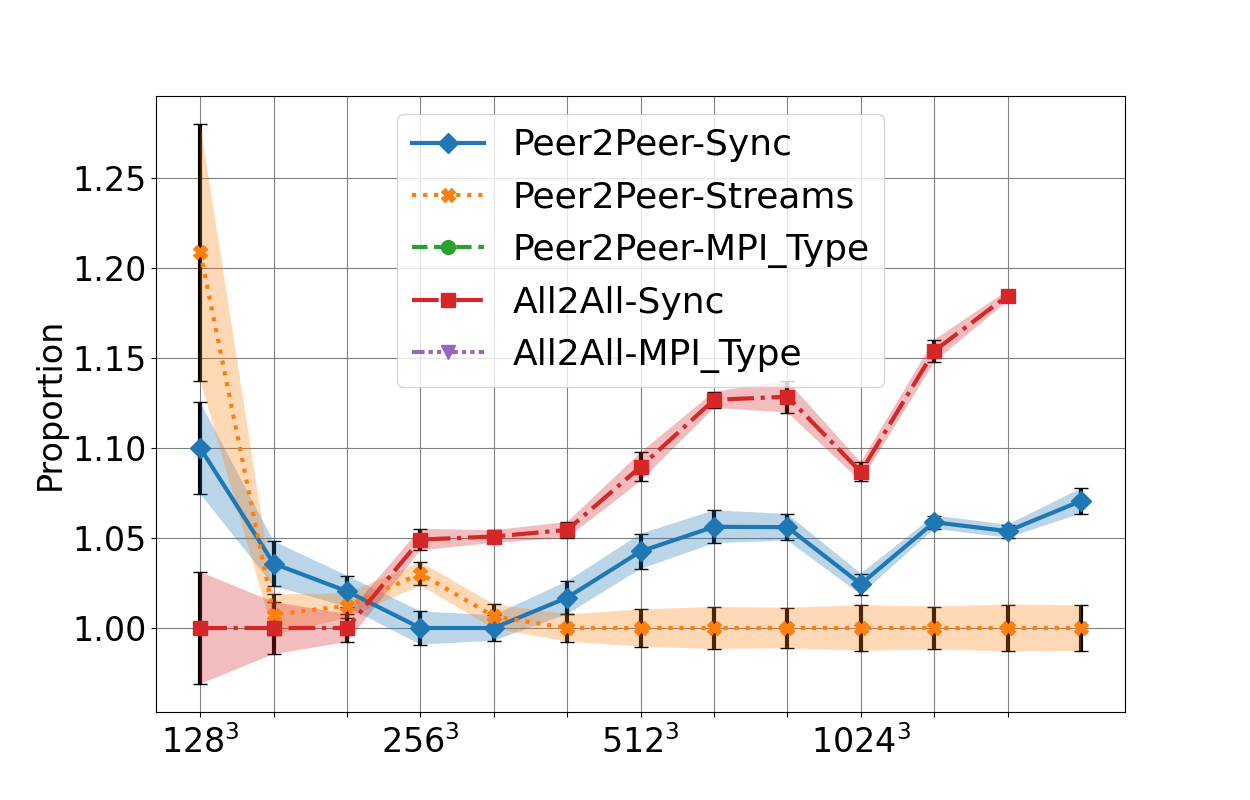 Proportion
1.25
1.20
1.15
1.10
1.05
1.00
Peer2Peer-Sync
Peer2Peer-Streams
Peer2Peer-MPI_Type
All2All-Sync
All2All-MPI_Type
128³ 256³ 512³ 1024³